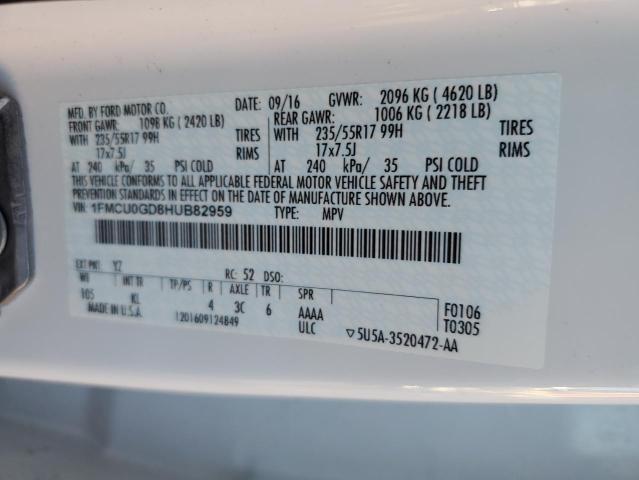 MFD. BY FORD MOTOR CO.
DATE: 09/16 GVWR: 2096 KG ( 4620 LB)
FRONT GAWR: 1098 KG ( 2420 LB) REAR GAWR: 1006 KG ( 2218 LB)
WITH 235/55R17 99H TIRES WITH 235/55R17 99H TIRES
17x7.5J RIMS 17x7.5J RIMS
AT 240 kPa/ 35 PSI COLD AT 240 kPa/ 35 PSI COLD
THIS VEHICLE CONFORMS TO ALL APPLICABLE FEDERAL MOTOR VEHICLE SAFETY AND THEFT
PREVENTION STANDARDS IN EFFECT ON THE DATE OF MANUFACTURE SHOWN ABOVE.
VIN: 1FMCU0GD8HUB82959 TYPE: MPV
EXT PNT: YZ RC: 52 DSO:
WB INT TR TP/PS R AXLE TR SPR
105 KL 4 3C 6 AAAA F0106
MADE IN U.S.A. 1201609124849 ULC ▽5U5A-3520472-AA T0305